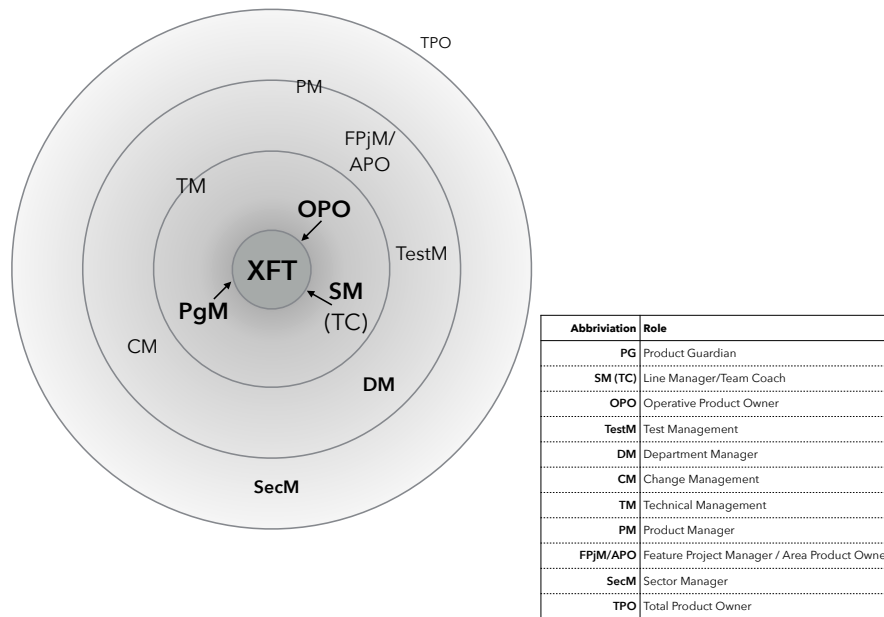 TPO
PM
FPjM/
APO
TM
OPO
TestM
XFT
SM
PgM
(TC)
CM
DM
SecM
Abbriviation Role
PG Product Guardian
SM (TC) Line Manager/Team Coach
OPO Operative Product Owner
TestM Test Management
DM Department Manager
CM Change Management
TM Technical Management
PM Product Manager
FPjM/APO Feature Project Manager / Area Product Owne
SecM Sector Manager
TPO Total Product Owner